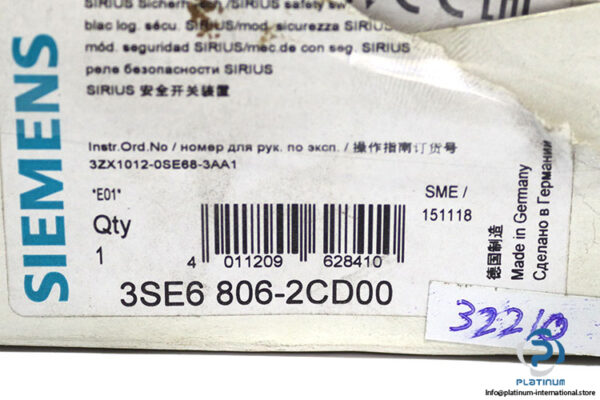 SIRIUS safety
blac log. sécu. SIRIUS/mod. sicurezza SIRIUS
mód. seguridad SIRIUS/mec.de con seg. SIRIUS
реле безопасности SIRIUS
SIRIUS 安全开关装置
Instr.Ord.No / номер для рук. по эксп. / 操作指南订货号
3ZX1012-0SE68-3AA1
*E01*
SME /
151118
Qty
1
4 011209 628410
3SE6 806-2CD00
SIEMENS
德国制造
Made in Germany
Сделано в Германии
PLATINUM
info@platinum-international.store